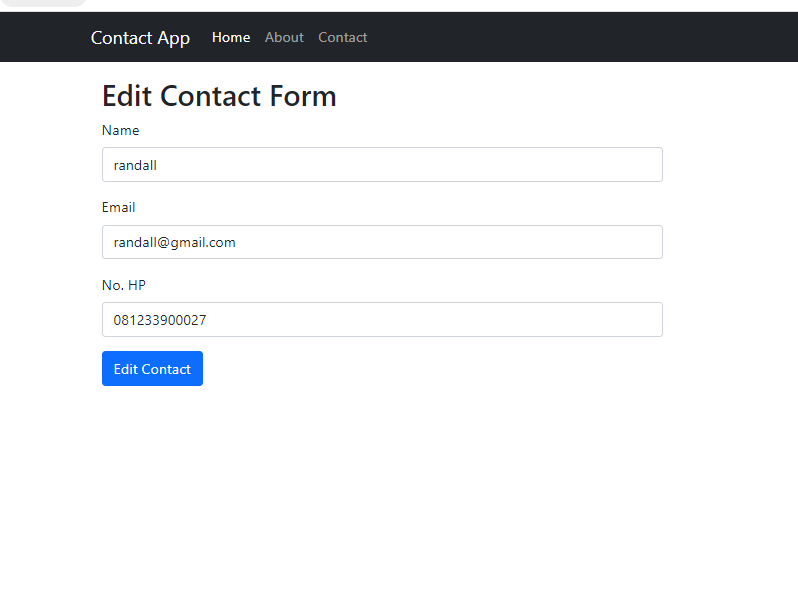 Contact App Home About Contact
Edit Contact Form
Name
randall
Email
randall@gmail.com
No. HP
081233900027
Edit Contact